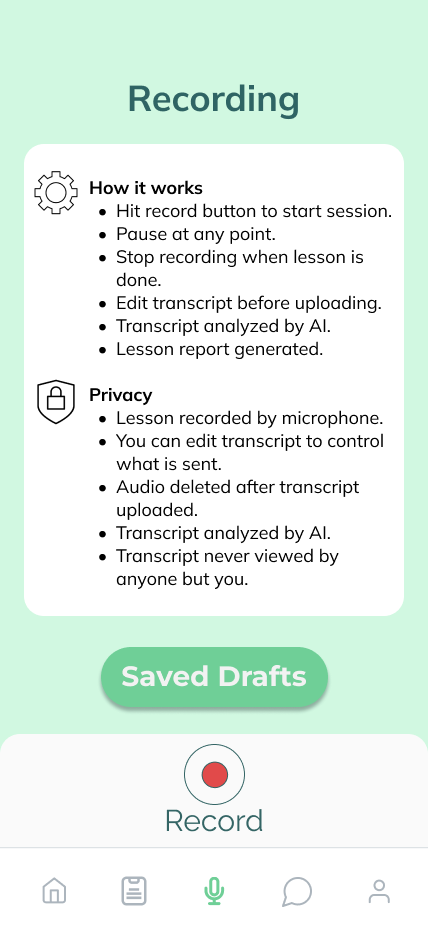 Recording
How it works
• Hit record button to start session.
• Pause at any point.
• Stop recording when lesson is
done.
• Edit transcript before uploading.
• Transcript analyzed by AI.
• Lesson report generated.
Privacy
• Lesson recorded by microphone.
• You can edit transcript to control
what is sent.
• Audio deleted after transcript
uploaded.
• Transcript analyzed by AI.
• Transcript never viewed by
anyone but you.
Saved Drafts
Record